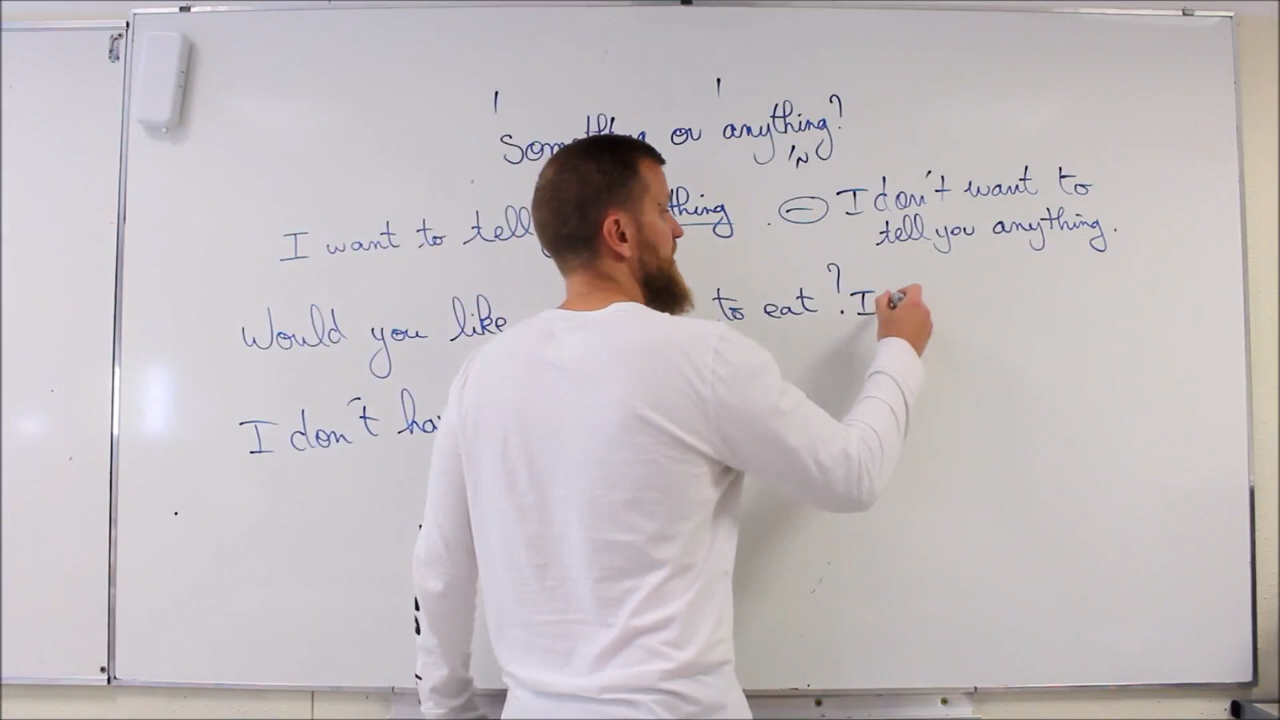 Something or anything?
I want to tell thing . - I don't want to
tell you anything.
Would you like to eat ? I
I don't